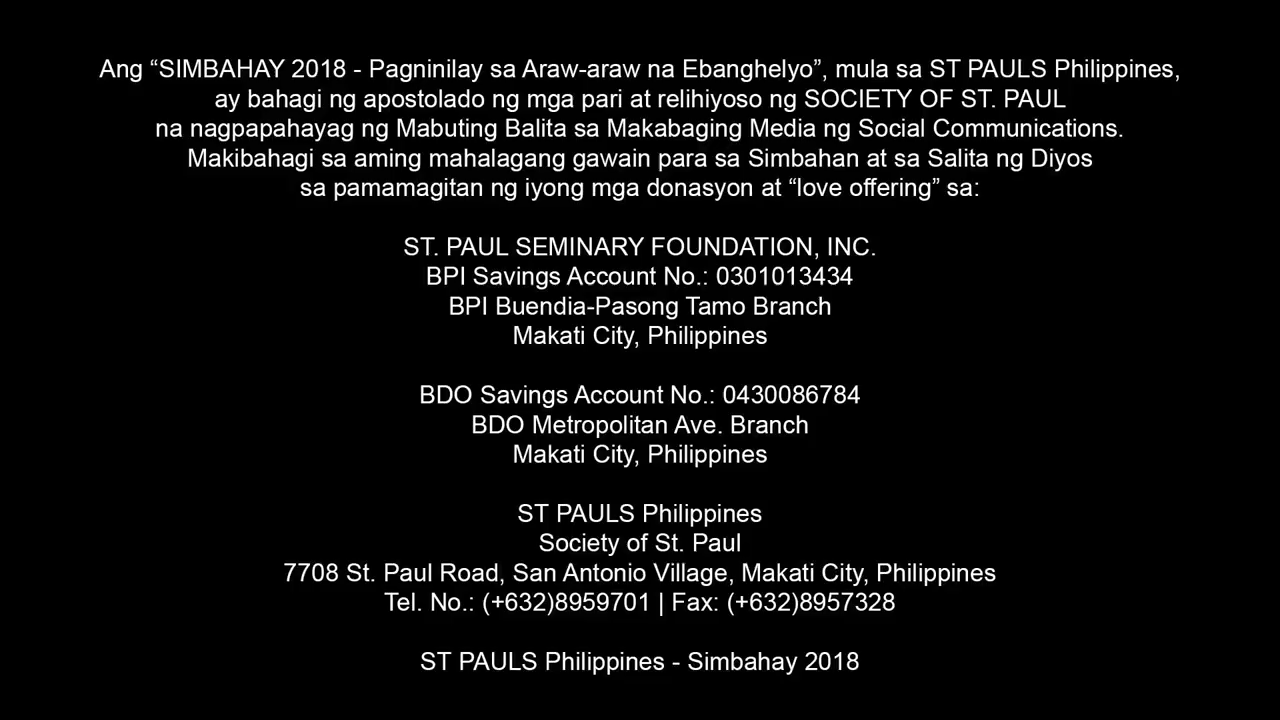 Ang “SIMBAHAY 2018 - Pagninilay sa Araw-araw na Ebanghelyo”, mula sa ST PAULS Philippines,
ay bahagi ng apostolado ng mga pari at relihiyoso ng SOCIETY OF ST. PAUL
na nagpapahayag ng Mabuting Balita sa Makabaging Media ng Social Communications.
Makibahagi sa aming mahalagang gawain para sa Simbahan at sa Salita ng Diyos
sa pamamagitan ng iyong mga donasyon at “love offering” sa:
ST. PAUL SEMINARY FOUNDATION, INC.
BPI Savings Account No.: 0301013434
BPI Buendia-Pasong Tamo Branch
Makati City, Philippines
BDO Savings Account No.: 0430086784
BDO Metropolitan Ave. Branch
Makati City, Philippines
ST PAULS Philippines
Society of St. Paul
7708 St. Paul Road, San Antonio Village, Makati City, Philippines
Tel. No.: (+632)8959701 | Fax: (+632)8957328
ST PAULS Philippines - Simbahay 2018